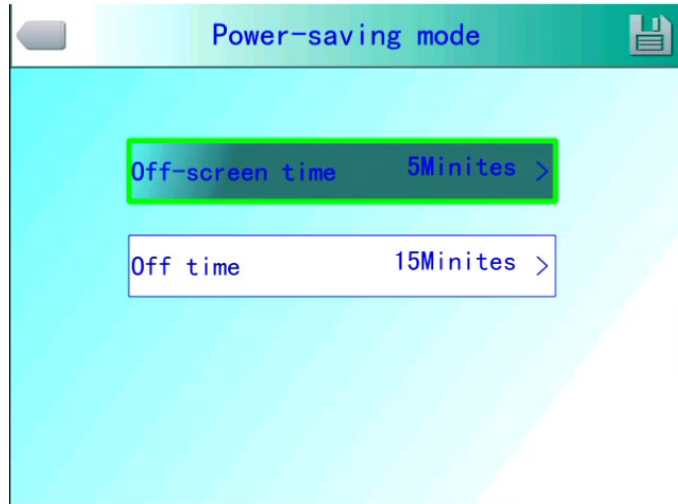 Power-saving mode
Off-screen time 5Minites >
Off time 15Minites >